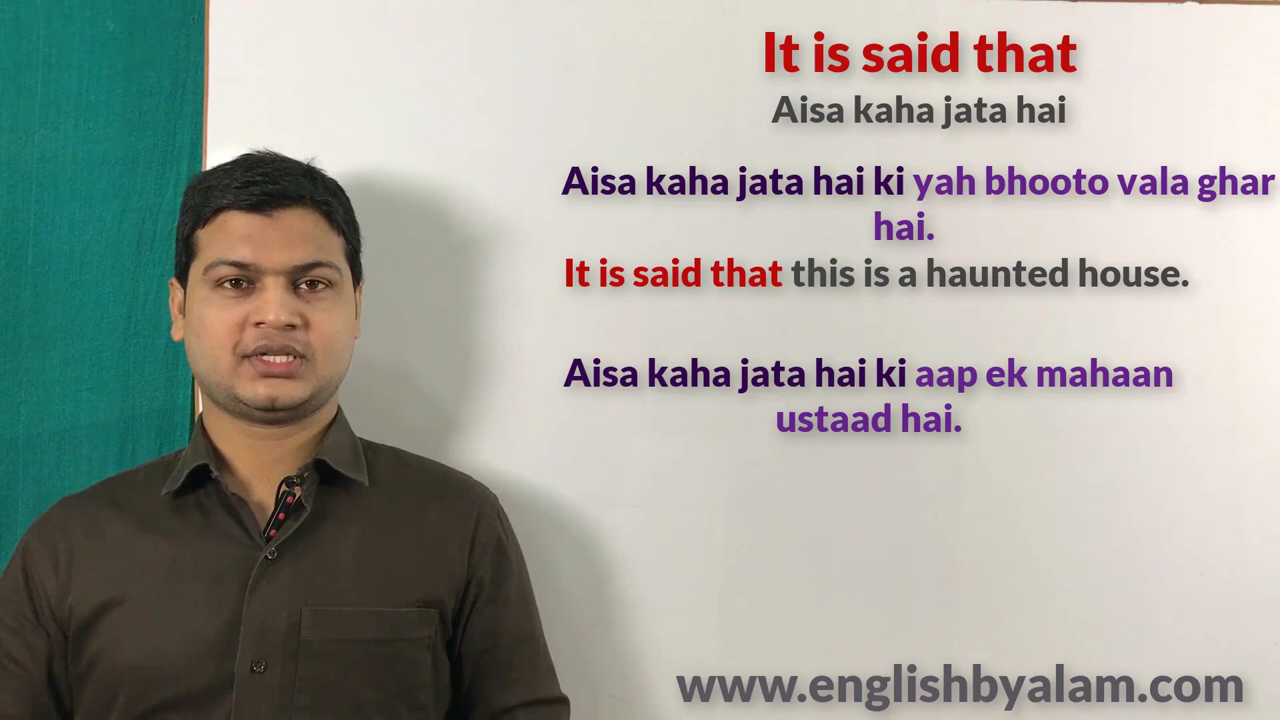 It is said that
Aisa kaha jata hai
Aisa kaha jata hai ki yah bhooto vala ghar
hai.
It is said that this is a haunted house.
Aisa kaha jata hai ki aap ek mahaan
ustaad hai.
www.englishbyalam.com